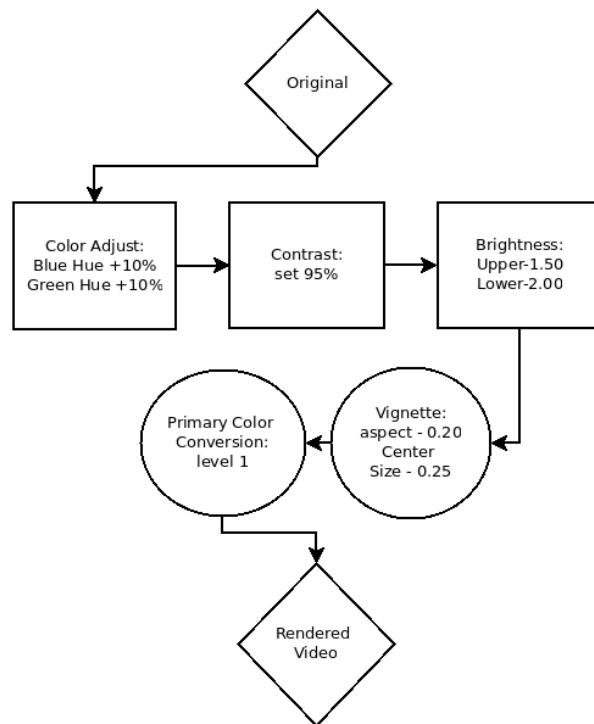 Original
Color Adjust:
Blue Hue +10%
Green Hue +10%
Contrast:
set 95%
Brightness:
Upper-1.50
Lower-2.00
Vignette:
aspect - 0.20
Center
Size - 0.25
Primary Color
Conversion:
level 1
Rendered
Video